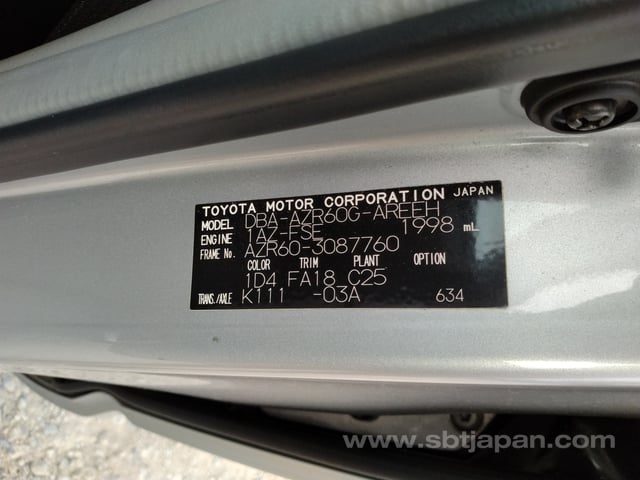 TOYOTA MOTOR CORPORATION JAPAN
MODEL DBA-AZR60G-AREEH
ENGINE 1AZ-FSE 1998 mL
FRAME No. AZR60-3087760
COLOR TRIM PLANT OPTION
1D4 FA18 C25
TRANS./AXLE K111 -03A 634
www.sbtjapan.com